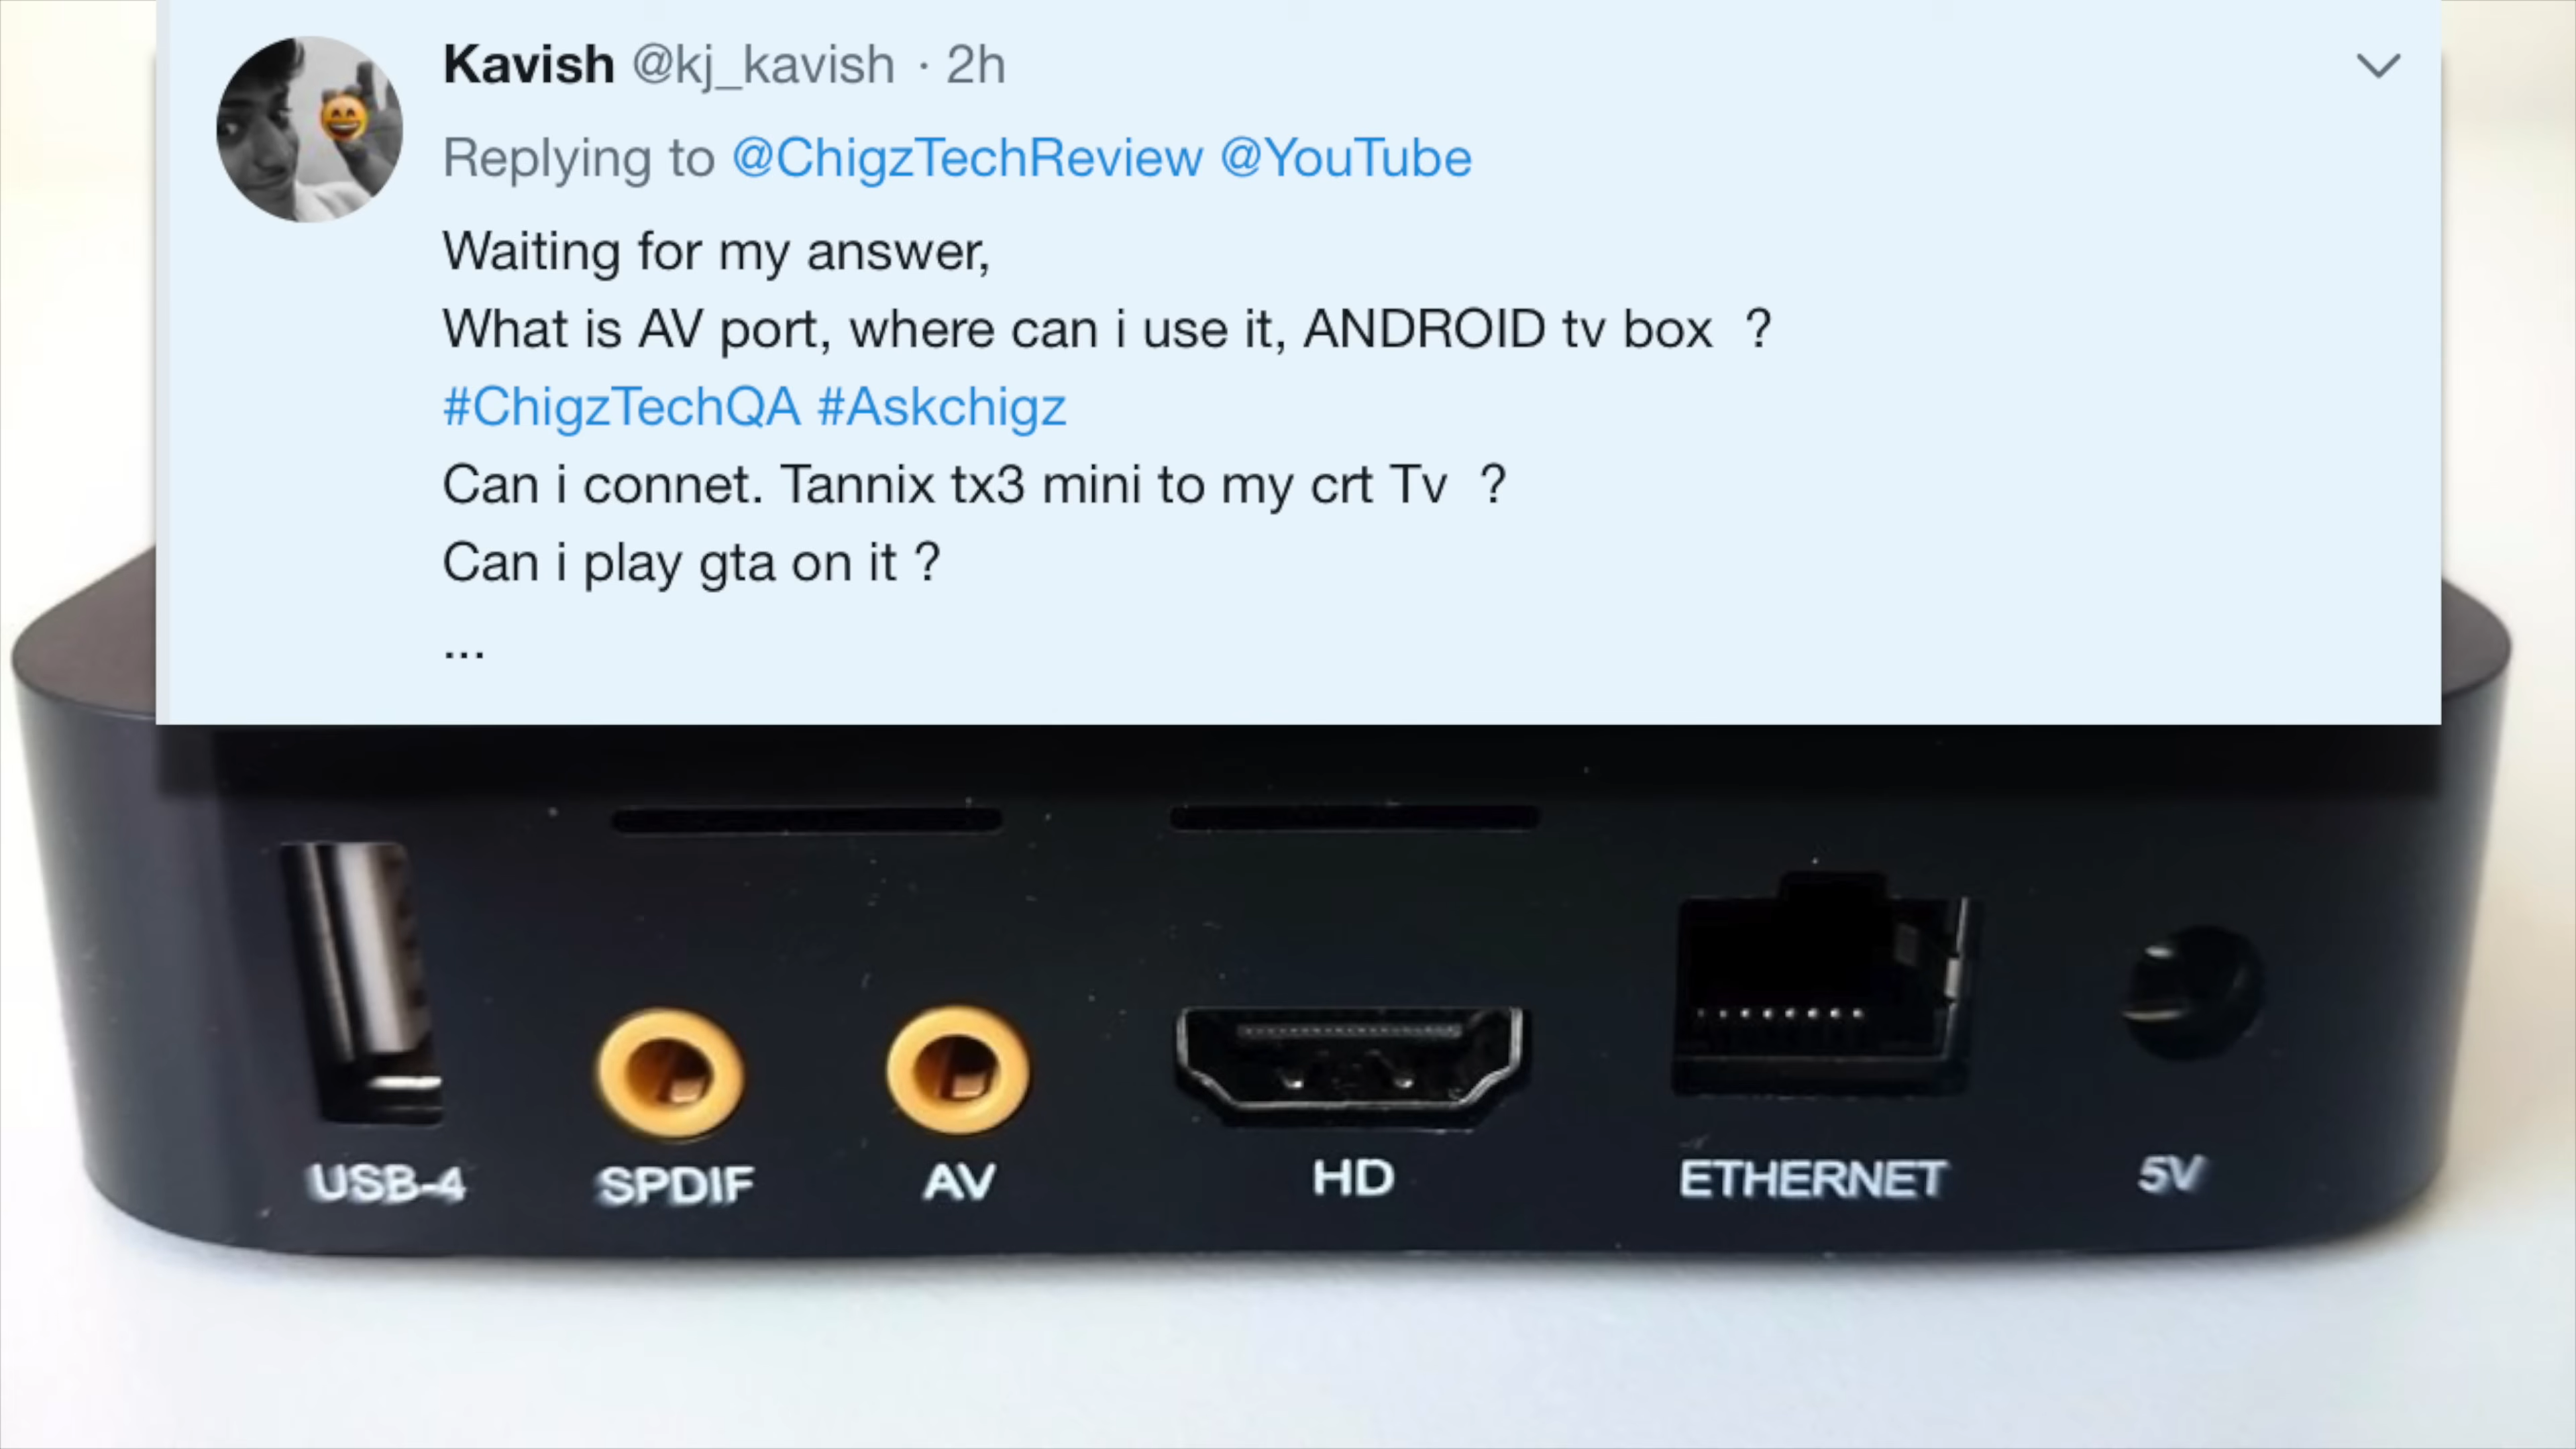 Kavish @kj_kavish · 2h
Replying to @ChigzTechReview @YouTube
Waiting for my answer,
What is AV port, where can i use it, ANDROID tv box ?
#ChigzTechQA #Askchigz
Can i connet. Tannix tx3 mini to my crt Tv ?
Can i play gta on it ?
...
USB-4 SPDIF AV HD ETHERNET 5V